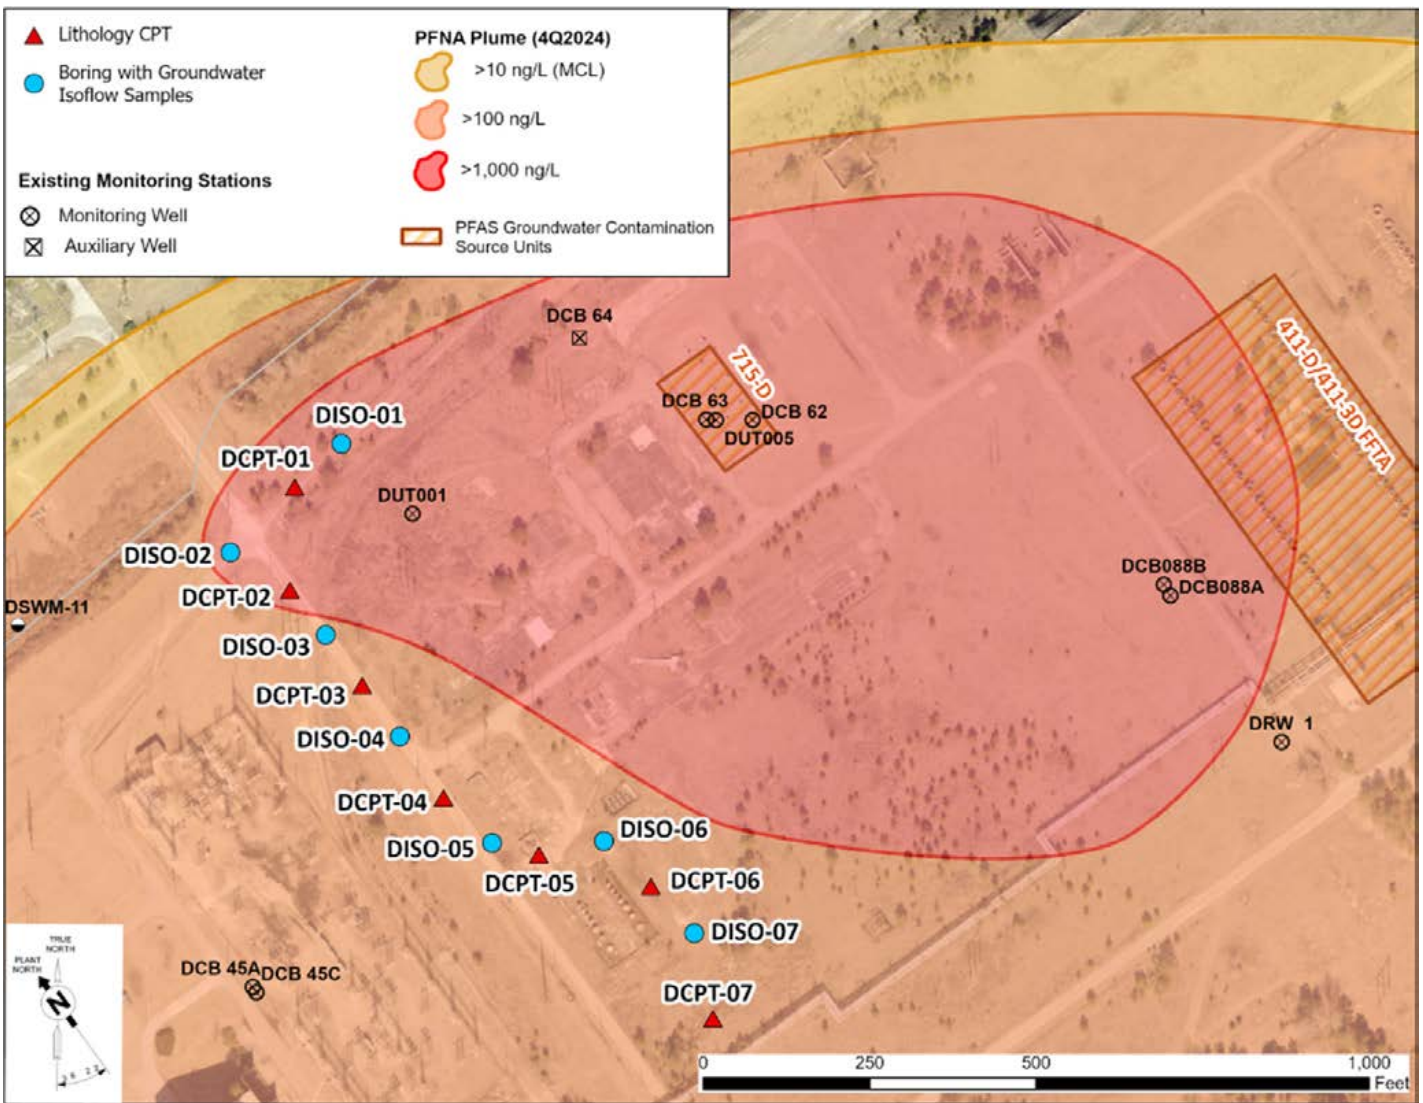 Lithology CPT
Boring with Groundwater
Isoflow Samples
Existing Monitoring Stations
Monitoring Well
Auxiliary Well
PFNA Plume (4Q2024)
>10 ng/L (MCL)
>100 ng/L
>1,000 ng/L
PFAS Groundwater Contamination
Source Units
DCB 64
715-D
411-D/411-3D FFTA
DCB 63
DCB 62
DUT005
DISO-01
DCPT-01
DUT001
DISO-02
DCPT-02
DSWM-11
DISO-03
DCB088B
DCB088A
DCPT-03
DISO-04
DRW 1
DCPT-04
DISO-05
DISO-06
DCPT-05
DCPT-06
DISO-07
DCB 45A
DCB 45C
DCPT-07
TRUE
NORTH
PLANT
NORTH
N
0
250
500
1,000
Feet